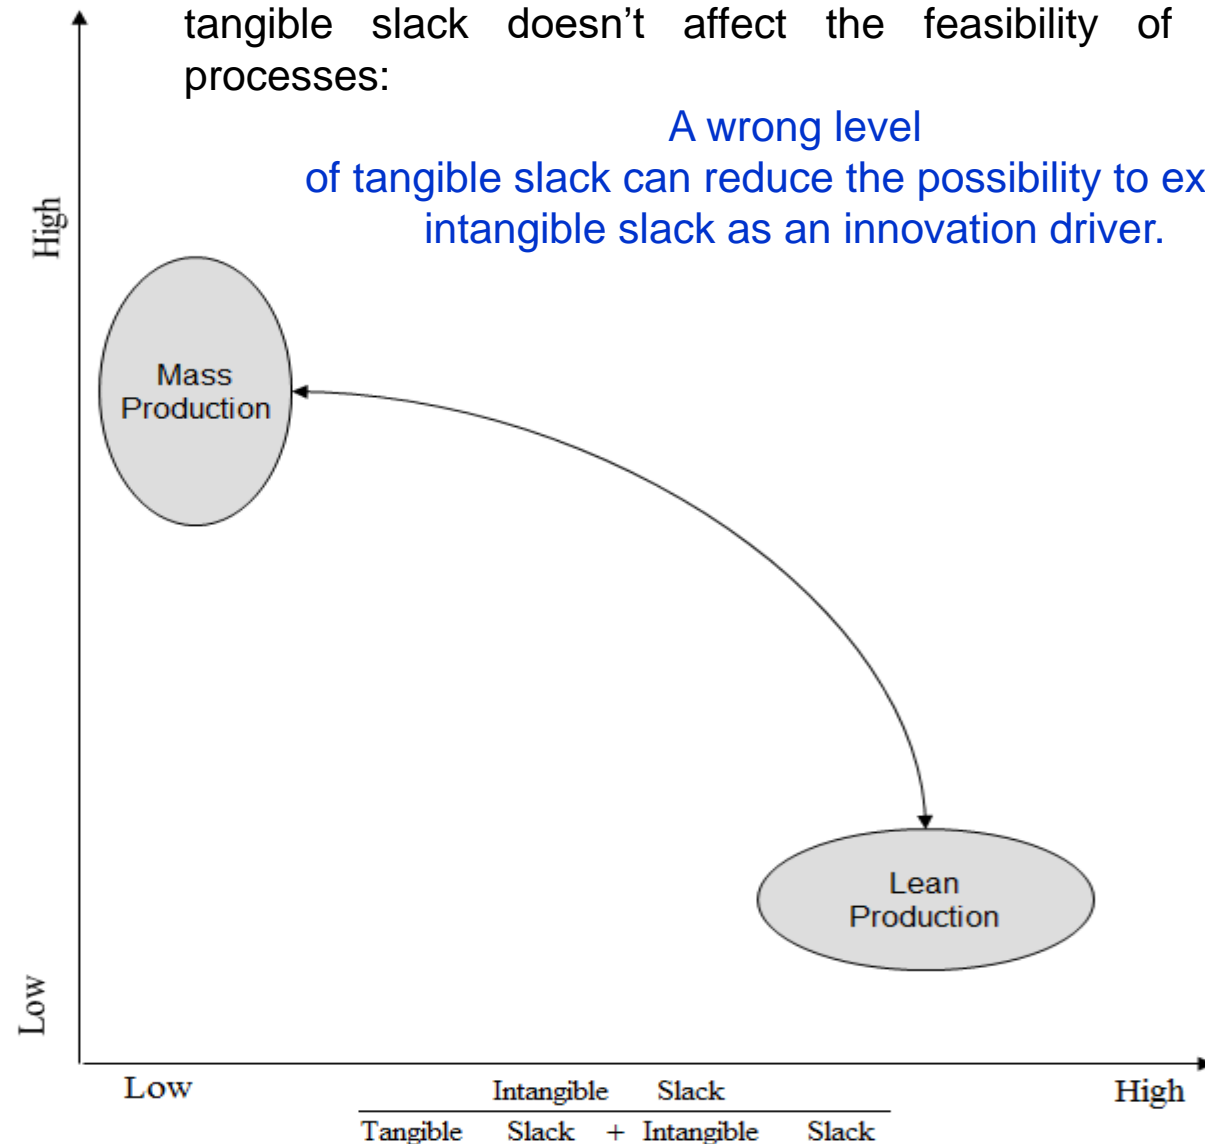 tangible slack doesn't affect the feasibility of
processes:
A wrong level
of tangible slack can reduce the possibility to ex
intangible slack as an innovation driver.
High
Mass
Production
Lean
Production
Low
Low
High
Intangible Slack
Tangible Slack + Intangible Slack